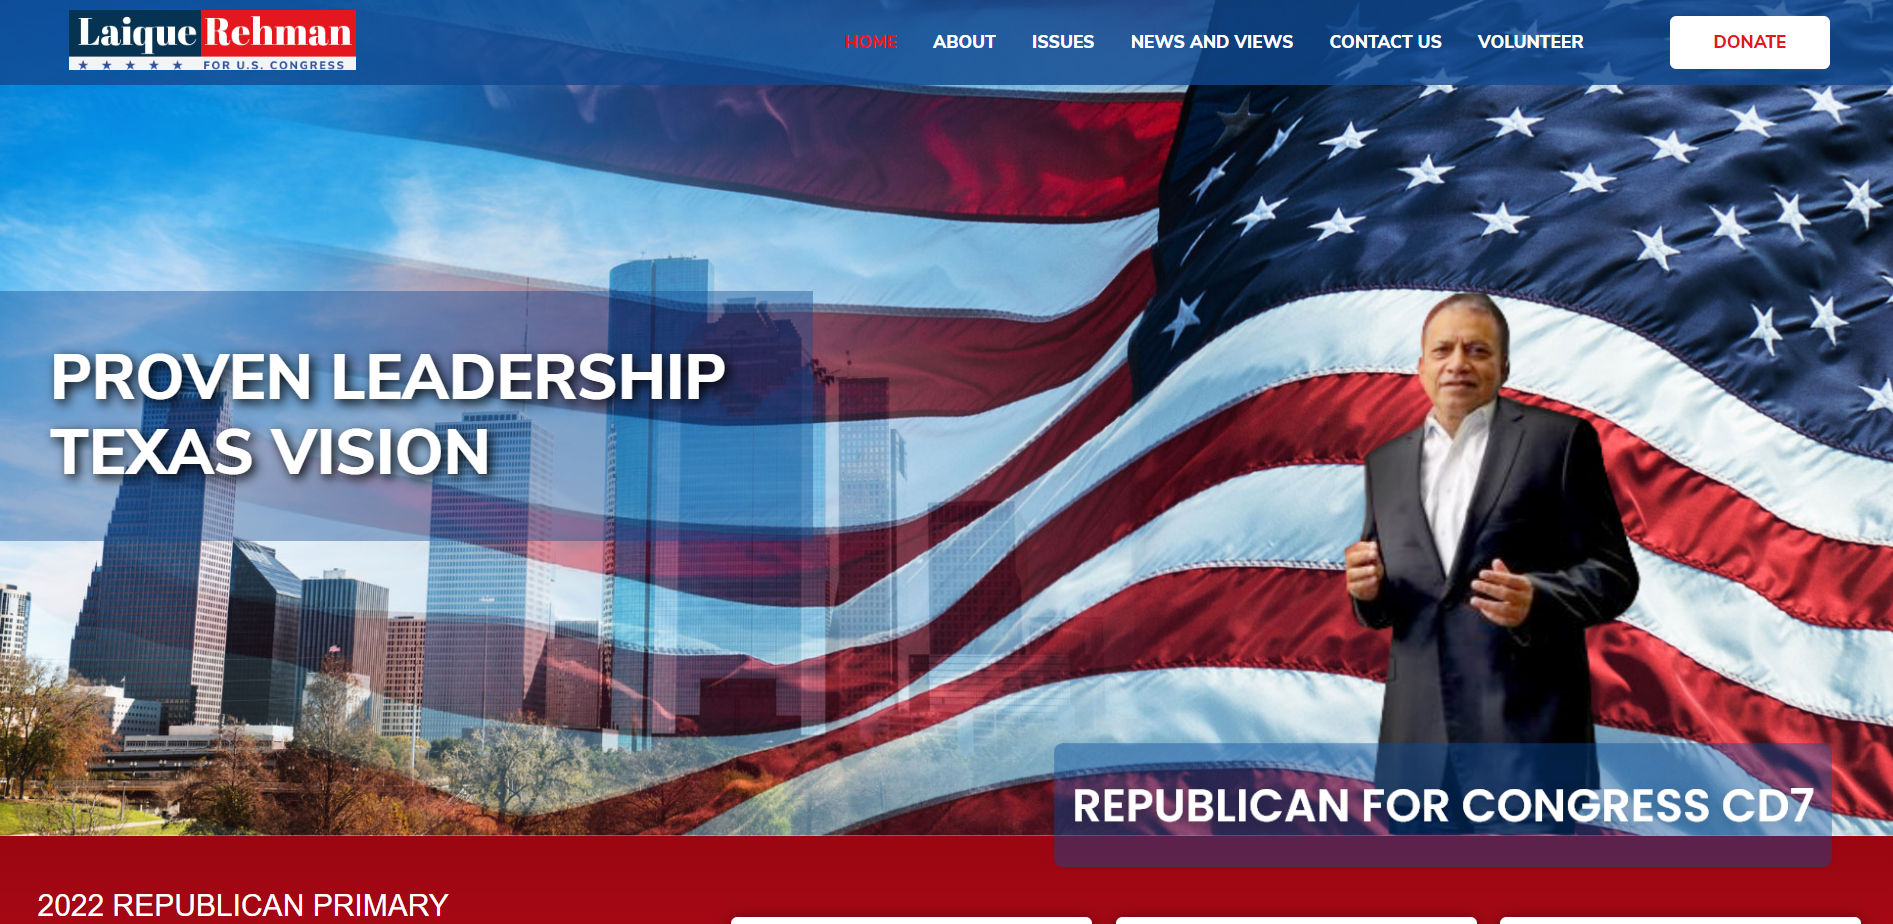 Laique Rehman
FOR U.S. CONGRESS
HOME ABOUT ISSUES NEWS AND VIEWS CONTACT US VOLUNTEER DONATE
PROVEN LEADERSHIP
TEXAS VISION
REPUBLICAN FOR CONGRESS CD7
2022 REPUBLICAN PRIMARY